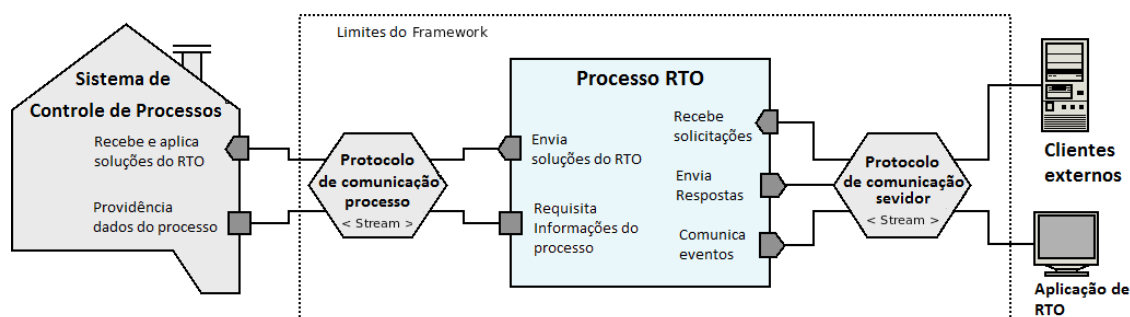 Limites do Framework
Sistema de
Controle de Processos
Recebe e aplica
soluções do RTO
Providência
dados do processo
Protocolo
de comunicação
processo
< Stream >
Processo RTO
Envia
soluções do RTO
Requisita
Informações do
processo
Recebe
solicitações
Envia
Respostas
Comunica
eventos
Protocolo
de comunicação
sevidor
< Stream >
Clientes
externos
Aplicação de
RTO